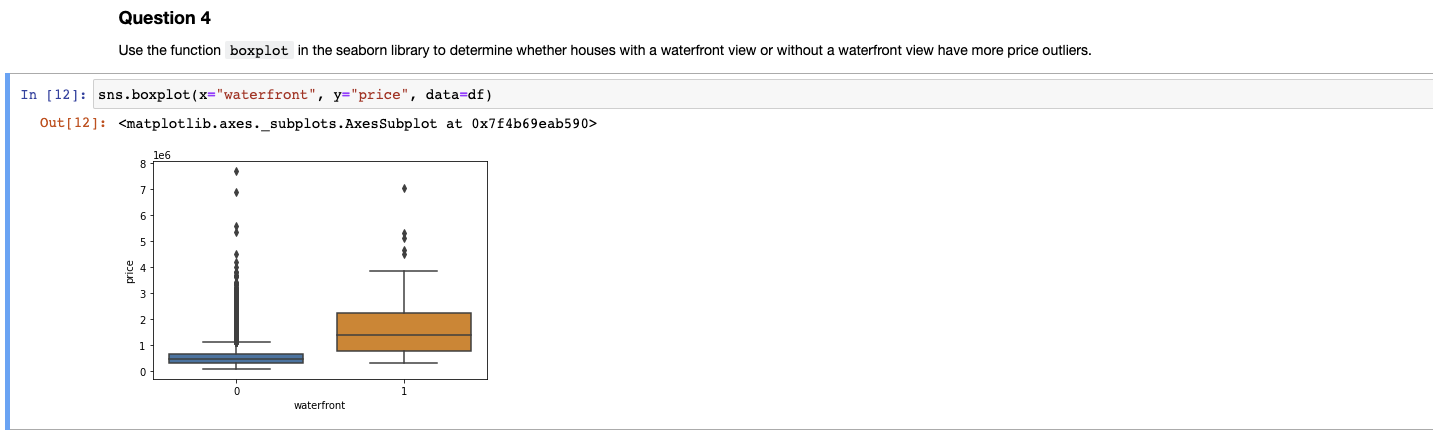 Question 4
Use the function boxplot in the seaborn library to determine whether houses with a waterfront view or without a waterfront view have more price outliers.
In [12]: sns.boxplot(x="waterfront", y="price", data=df)
Out[12]: <matplotlib.axes._subplots.AxesSubplot at 0x7f4b69eab590>
1e6
8
7
6
5
4
3
2
1
0
price
0 1
waterfront